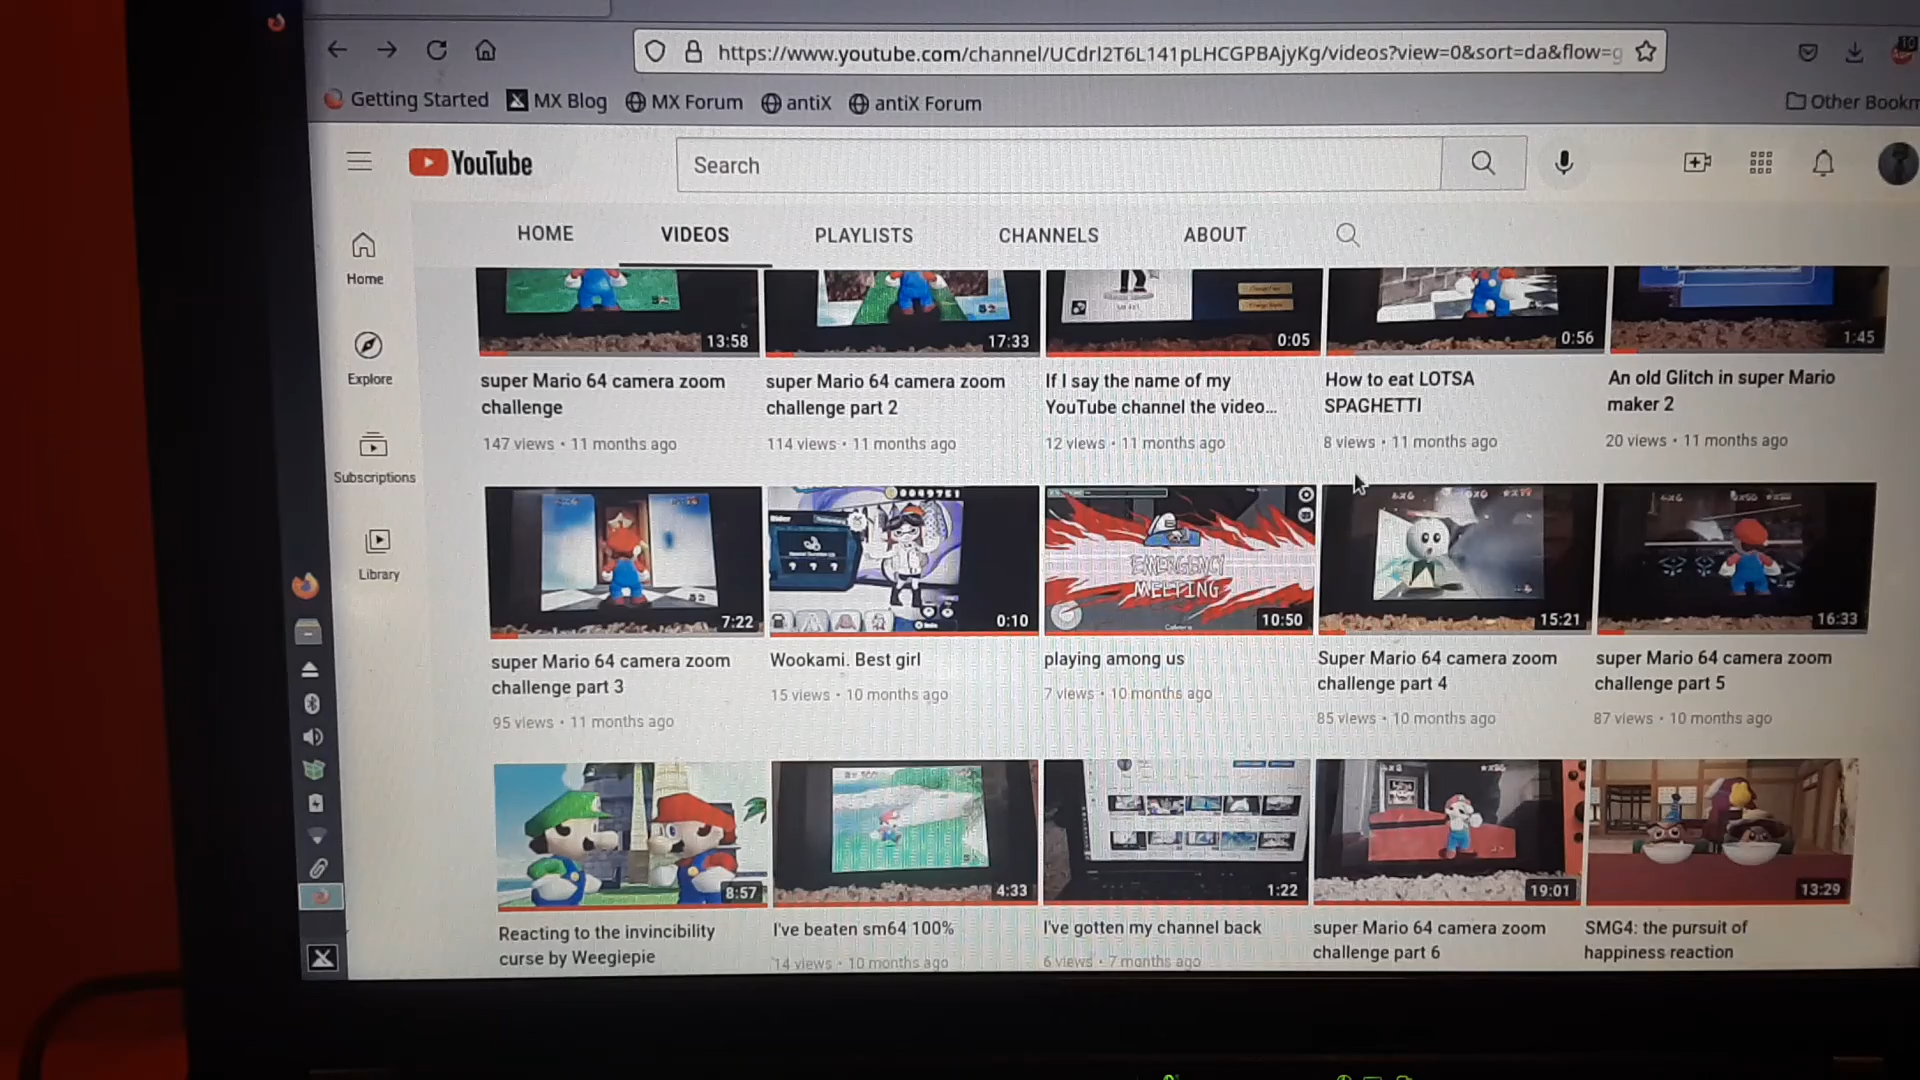 https://www.youtube.com/channel/UCdrl2T6L141pLHCGPBAjyKg/videos?view=0&sort=da&flow=g
10
Getting Started MX Blog MX Forum antiX antiX Forum Other Bookm
YouTube Search
HOME VIDEOS PLAYLISTS CHANNELS ABOUT
Home
Explore
Subscriptions
Library
13:58 17:33 0:05 0:56 1:45
super Mario 64 camera zoom
challenge
147 views • 11 months ago
super Mario 64 camera zoom
challenge part 2
114 views • 11 months ago
If I say the name of my
YouTube channel the video...
12 views • 11 months ago
How to eat LOTSA
SPAGHETTI
8 views • 11 months ago
An old Glitch in super Mario
maker 2
20 views • 11 months ago
EMERGENCY
MEETING
7:22 0:10 10:50 15:21 16:33
super Mario 64 camera zoom
challenge part 3
95 views • 11 months ago
Wookami. Best girl
15 views • 10 months ago
playing among us
7 views • 10 months ago
Super Mario 64 camera zoom
challenge part 4
85 views • 10 months ago
super Mario 64 camera zoom
challenge part 5
87 views • 10 months ago
8:57 4:33 1:22 19:01 13:29
Reacting to the invincibility
curse by Weegiepie
I've beaten sm64 100%
14 views • 10 months ago
I've gotten my channel back
6 views • 7 months ago
super Mario 64 camera zoom
challenge part 6
SMG4: the pursuit of
happiness reaction